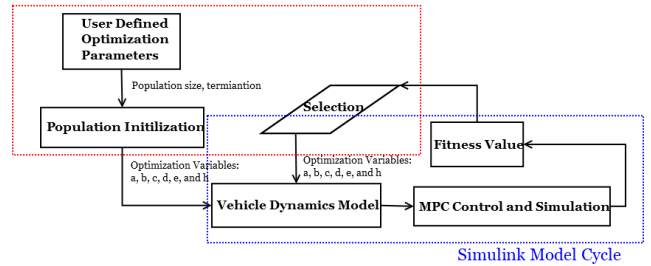 User Defined
Optimization
Parameters
Population size, termiantion
Population Initilization
Selection
Fitness Value
Optimization Variables:
a, b, c, d, e, and h
Optimization Variables:
a, b, c, d, e, and h
Vehicle Dynamics Model
MPC Control and Simulation
Simulink Model Cycle